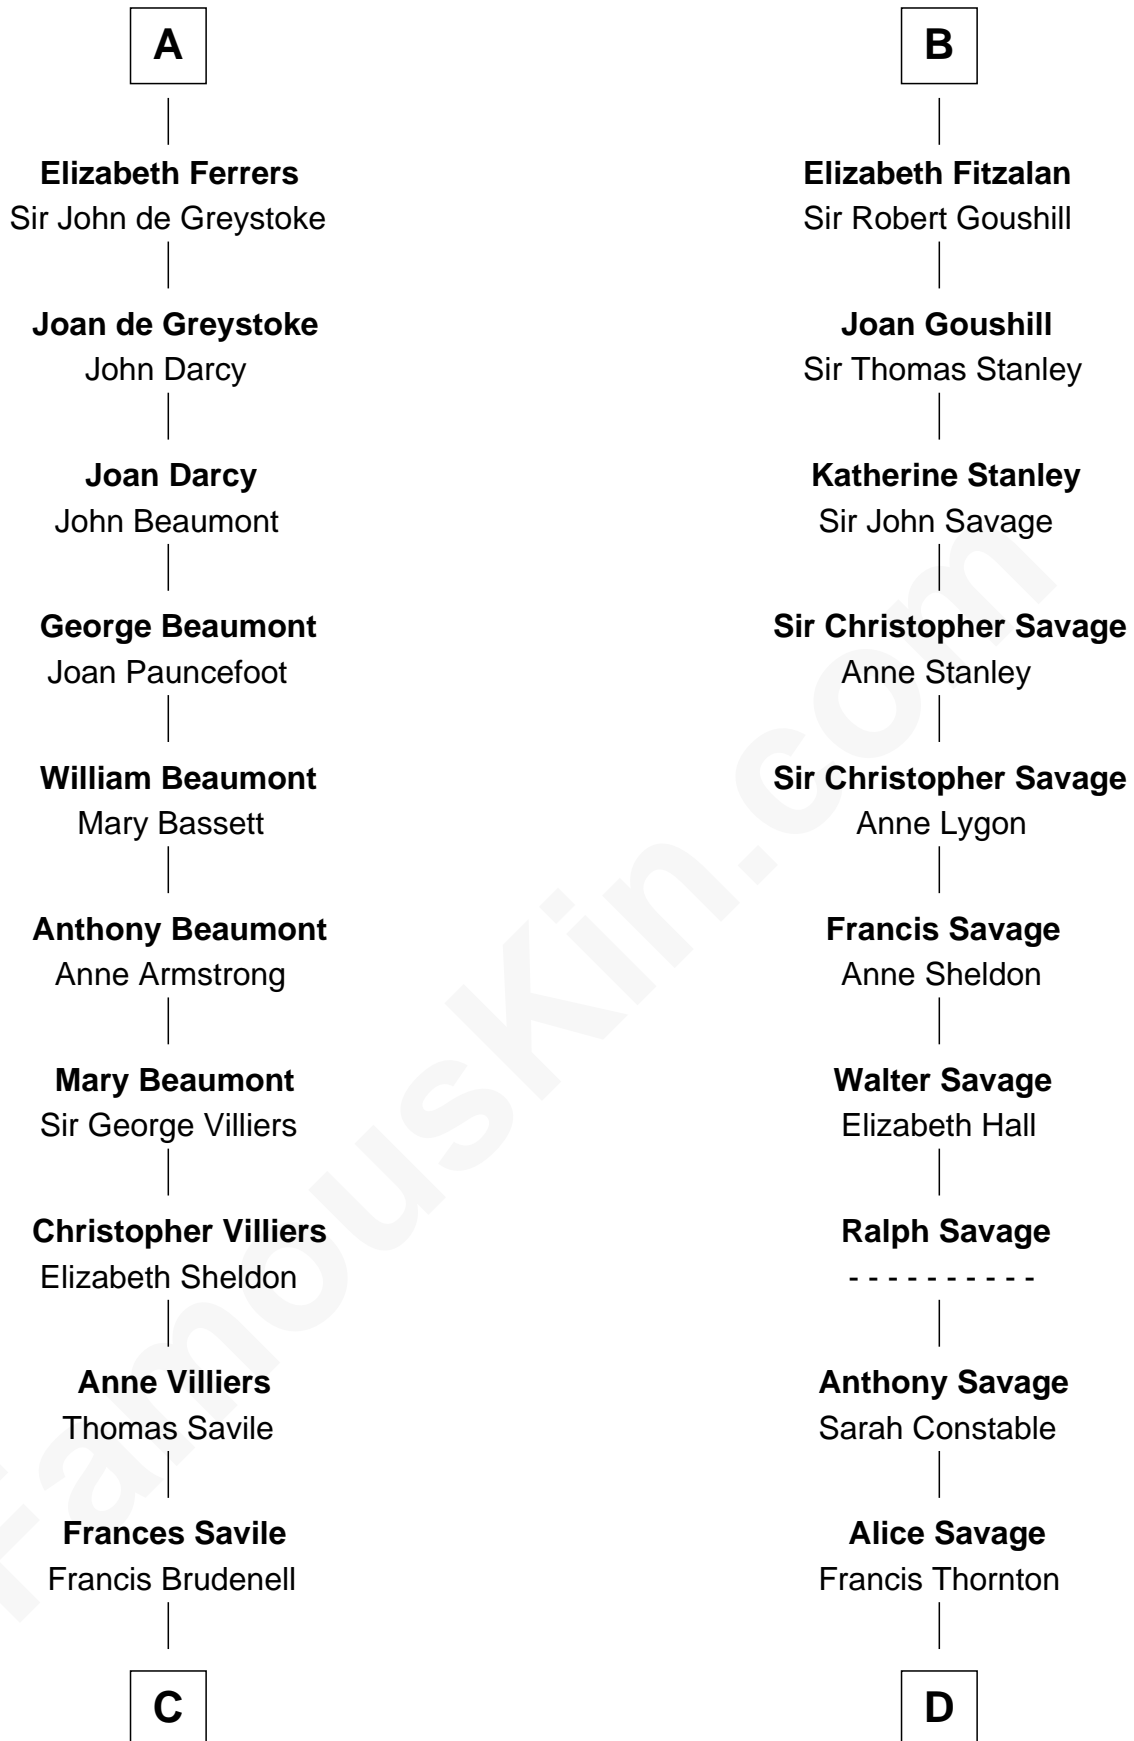 A
Elizabeth Ferrers
Sir John de Greystoke
Joan de Greystoke
John Darcy
Joan Darcy
John Beaumont
George Beaumont
Joan Pauncefoot
William Beaumont
Mary Bassett
Anthony Beaumont
Anne Armstrong
Mary Beaumont
Sir George Villiers
Christopher Villiers
Elizabeth Sheldon
Anne Villiers
Thomas Savile
Frances Savile
Francis Brudenell
C
B
Elizabeth Fitzalan
Sir Robert Goushill
Joan Goushill
Sir Thomas Stanley
Katherine Stanley
Sir John Savage
Sir Christopher Savage
Anne Stanley
Sir Christopher Savage
Anne Lygon
Francis Savage
Anne Sheldon
Walter Savage
Elizabeth Hall
Ralph Savage
- - - - - - - - - -
Anthony Savage
Sarah Constable
Alice Savage
Francis Thornton
D
FamousKin.com